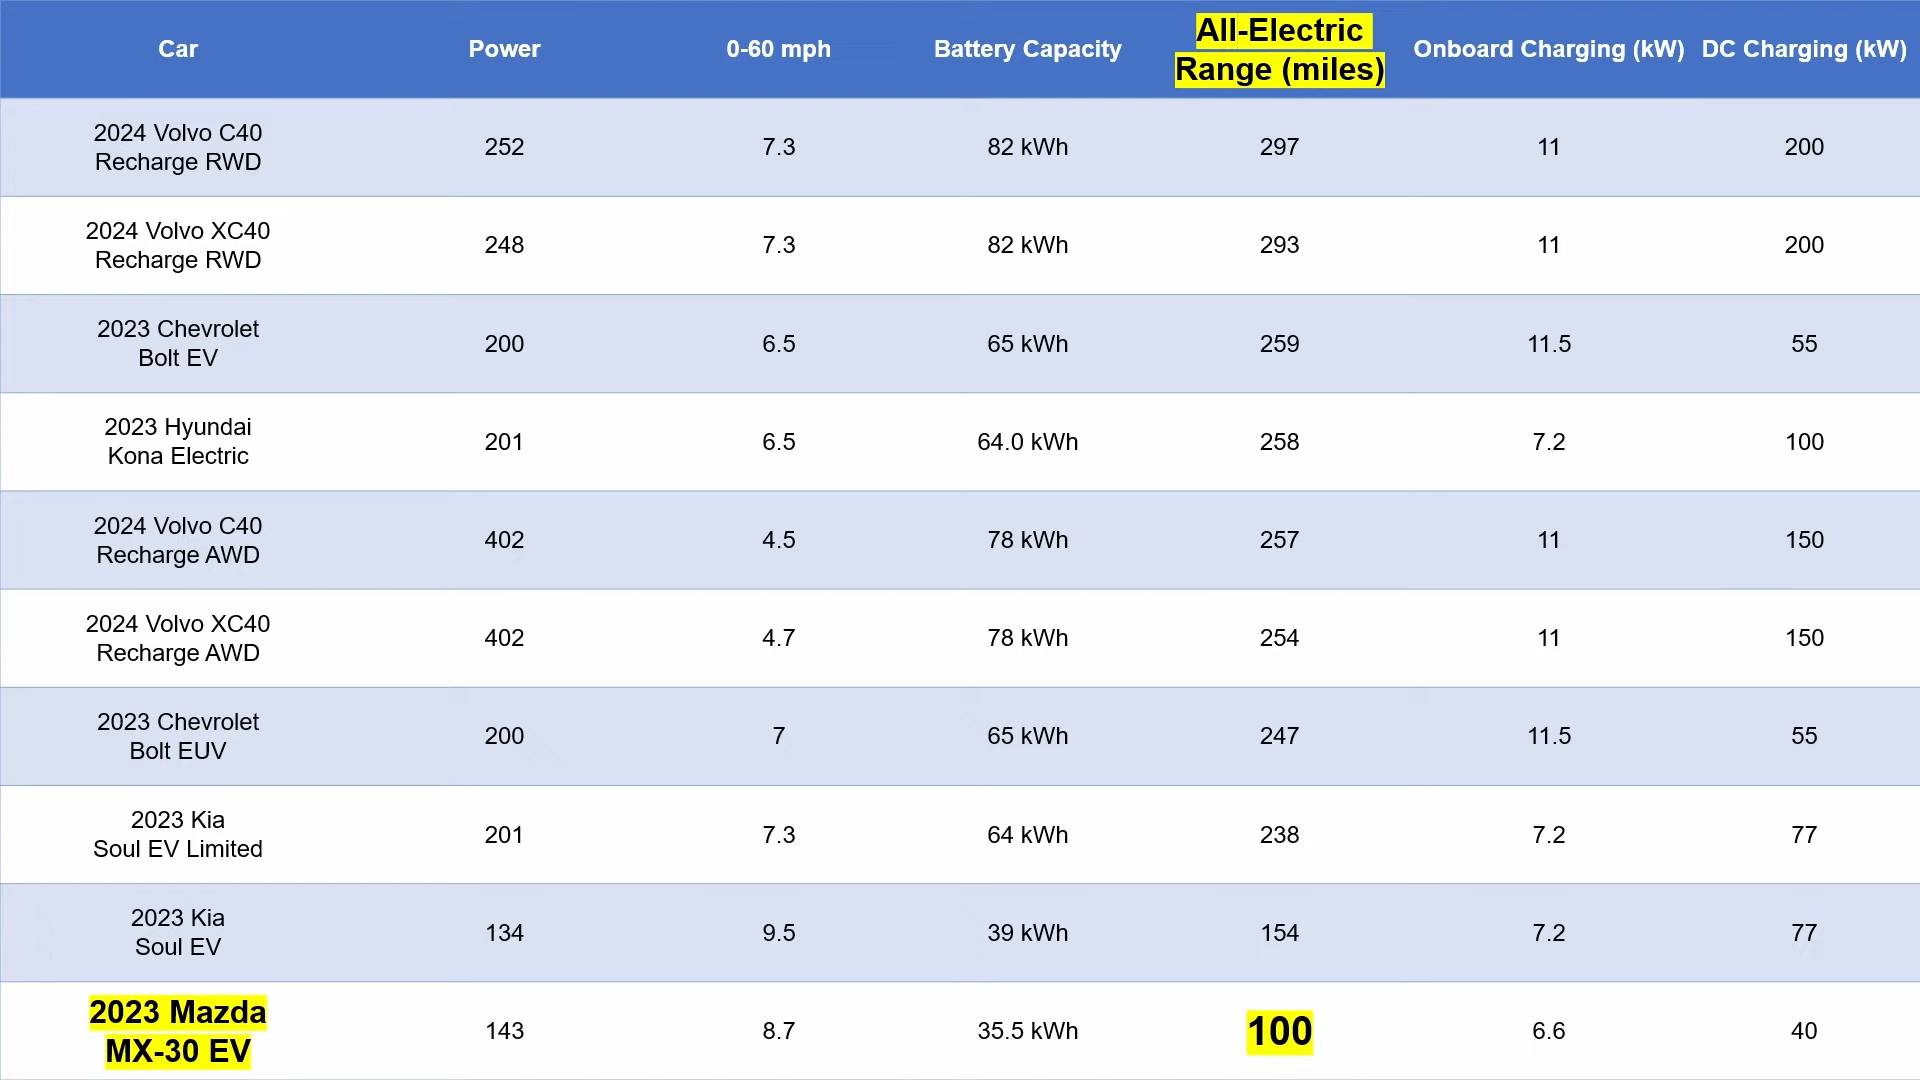 Car Power 0-60 mph Battery Capacity All-Electric Range (miles) Onboard Charging (kW) DC Charging (kW)
2024 Volvo C40
Recharge RWD
252 7.3 82 kWh 297 11 200
2024 Volvo XC40
Recharge RWD
248 7.3 82 kWh 293 11 200
2023 Chevrolet
Bolt EV
200 6.5 65 kWh 259 11.5 55
2023 Hyundai
Kona Electric
201 6.5 64.0 kWh 258 7.2 100
2024 Volvo C40
Recharge AWD
402 4.5 78 kWh 257 11 150
2024 Volvo XC40
Recharge AWD
402 4.7 78 kWh 254 11 150
2023 Chevrolet
Bolt EUV
200 7 65 kWh 247 11.5 55
2023 Kia
Soul EV Limited
201 7.3 64 kWh 238 7.2 77
2023 Kia
Soul EV
134 9.5 39 kWh 154 7.2 77
2023 Mazda
MX-30 EV
143 8.7 35.5 kWh 100 6.6 40